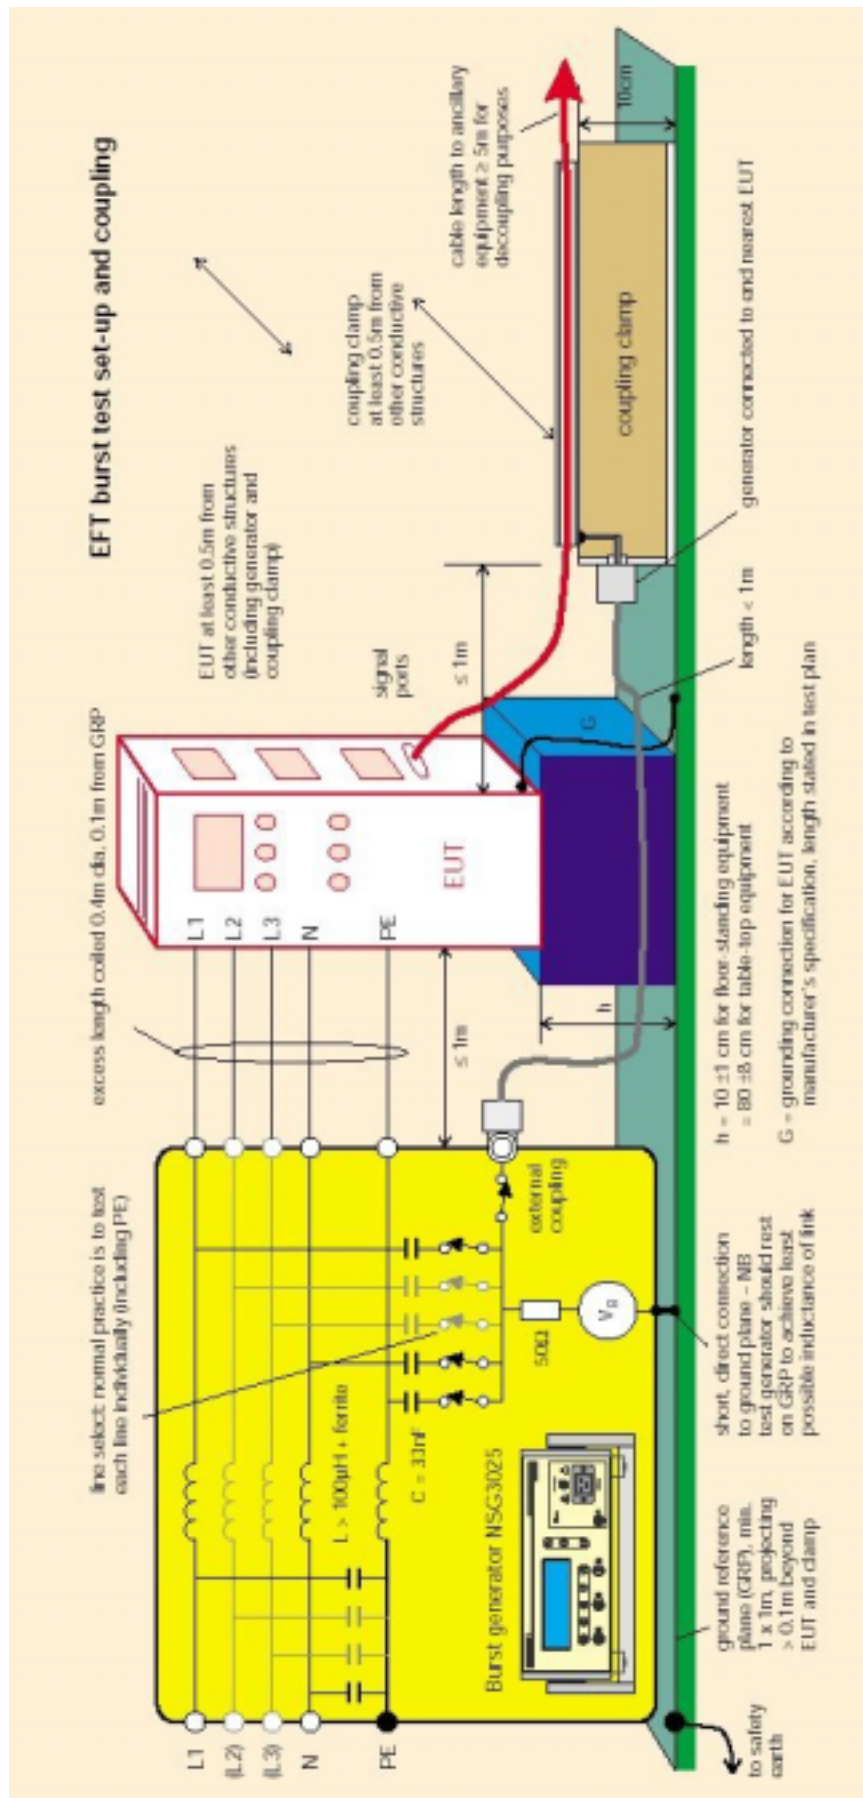 EFT burst test set-up and coupling
line select: normal practice is to test
each line individually (including PE)
excess length coiled 0.4m dia, 0.1m from GRP
EUT at least 0.5m from
other conductive structures
(including generator and
coupling clamp)
coupling clamp
at least 0.5m from
other conductive
structures
cable length to ancillary
equipment ≥ 5m for
decoupling purposes
signal
ports
L1
(L2)
(L3)
N
PE
L > 100µH + ferrite
C = 33nF
Burst generator NSG3025
50Ω
VB
external
coupling
L1
L2
L3
N
PE
EUT
≤ 1m
≤ 1m
h
G
10cm
coupling clamp
generator connected to end nearest EUT
length < 1m
to safety
earth
ground reference
plane (GRP), min.
1 x 1m, projecting
> 0.1m beyond
EUT and clamp
short, direct connection
to ground plane – NB
test generator should rest
on GRP to achieve least
possible inductance of link
h = 10 ±1 cm for floor-standing equipment
= 80 ±8 cm for table-top equipment
G = grounding connection for EUT according to
manufacturer's specification, length stated in test plan